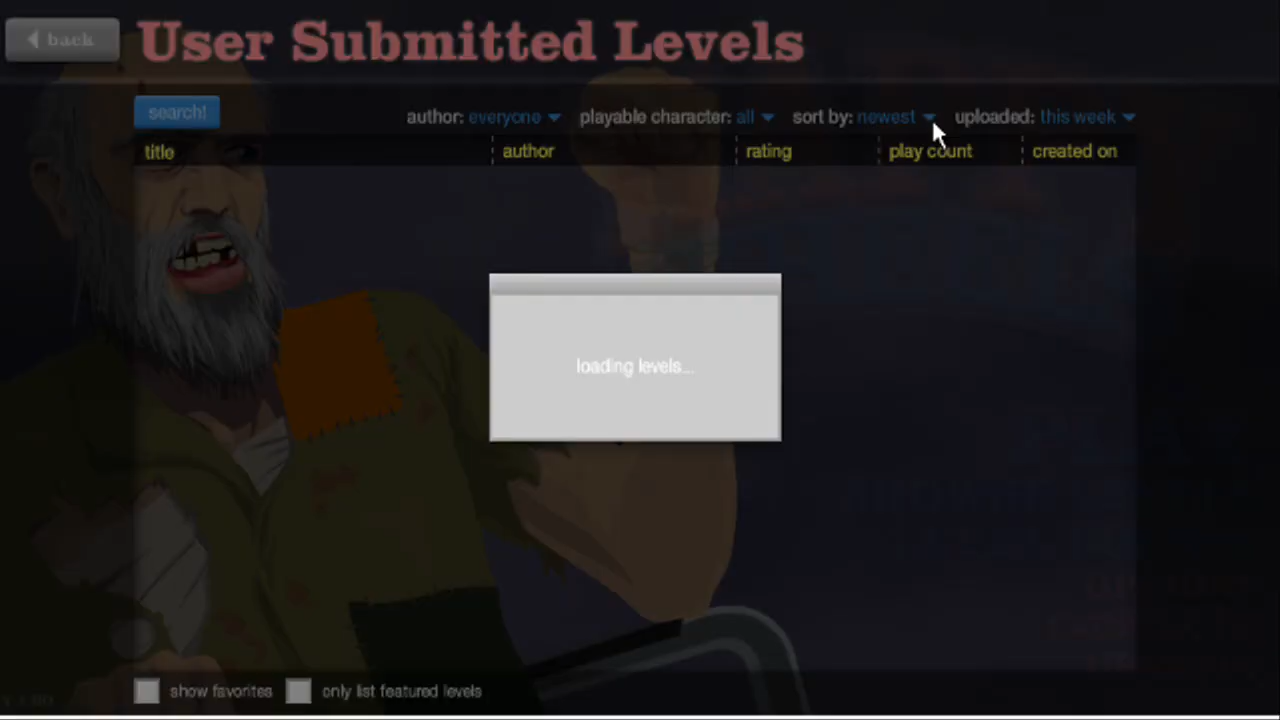 back
User Submitted Levels
search!
author: everyone playable character: all sort by: newest uploaded: this week
title author rating play count created on
loading levels...
show favorites only list featured levels